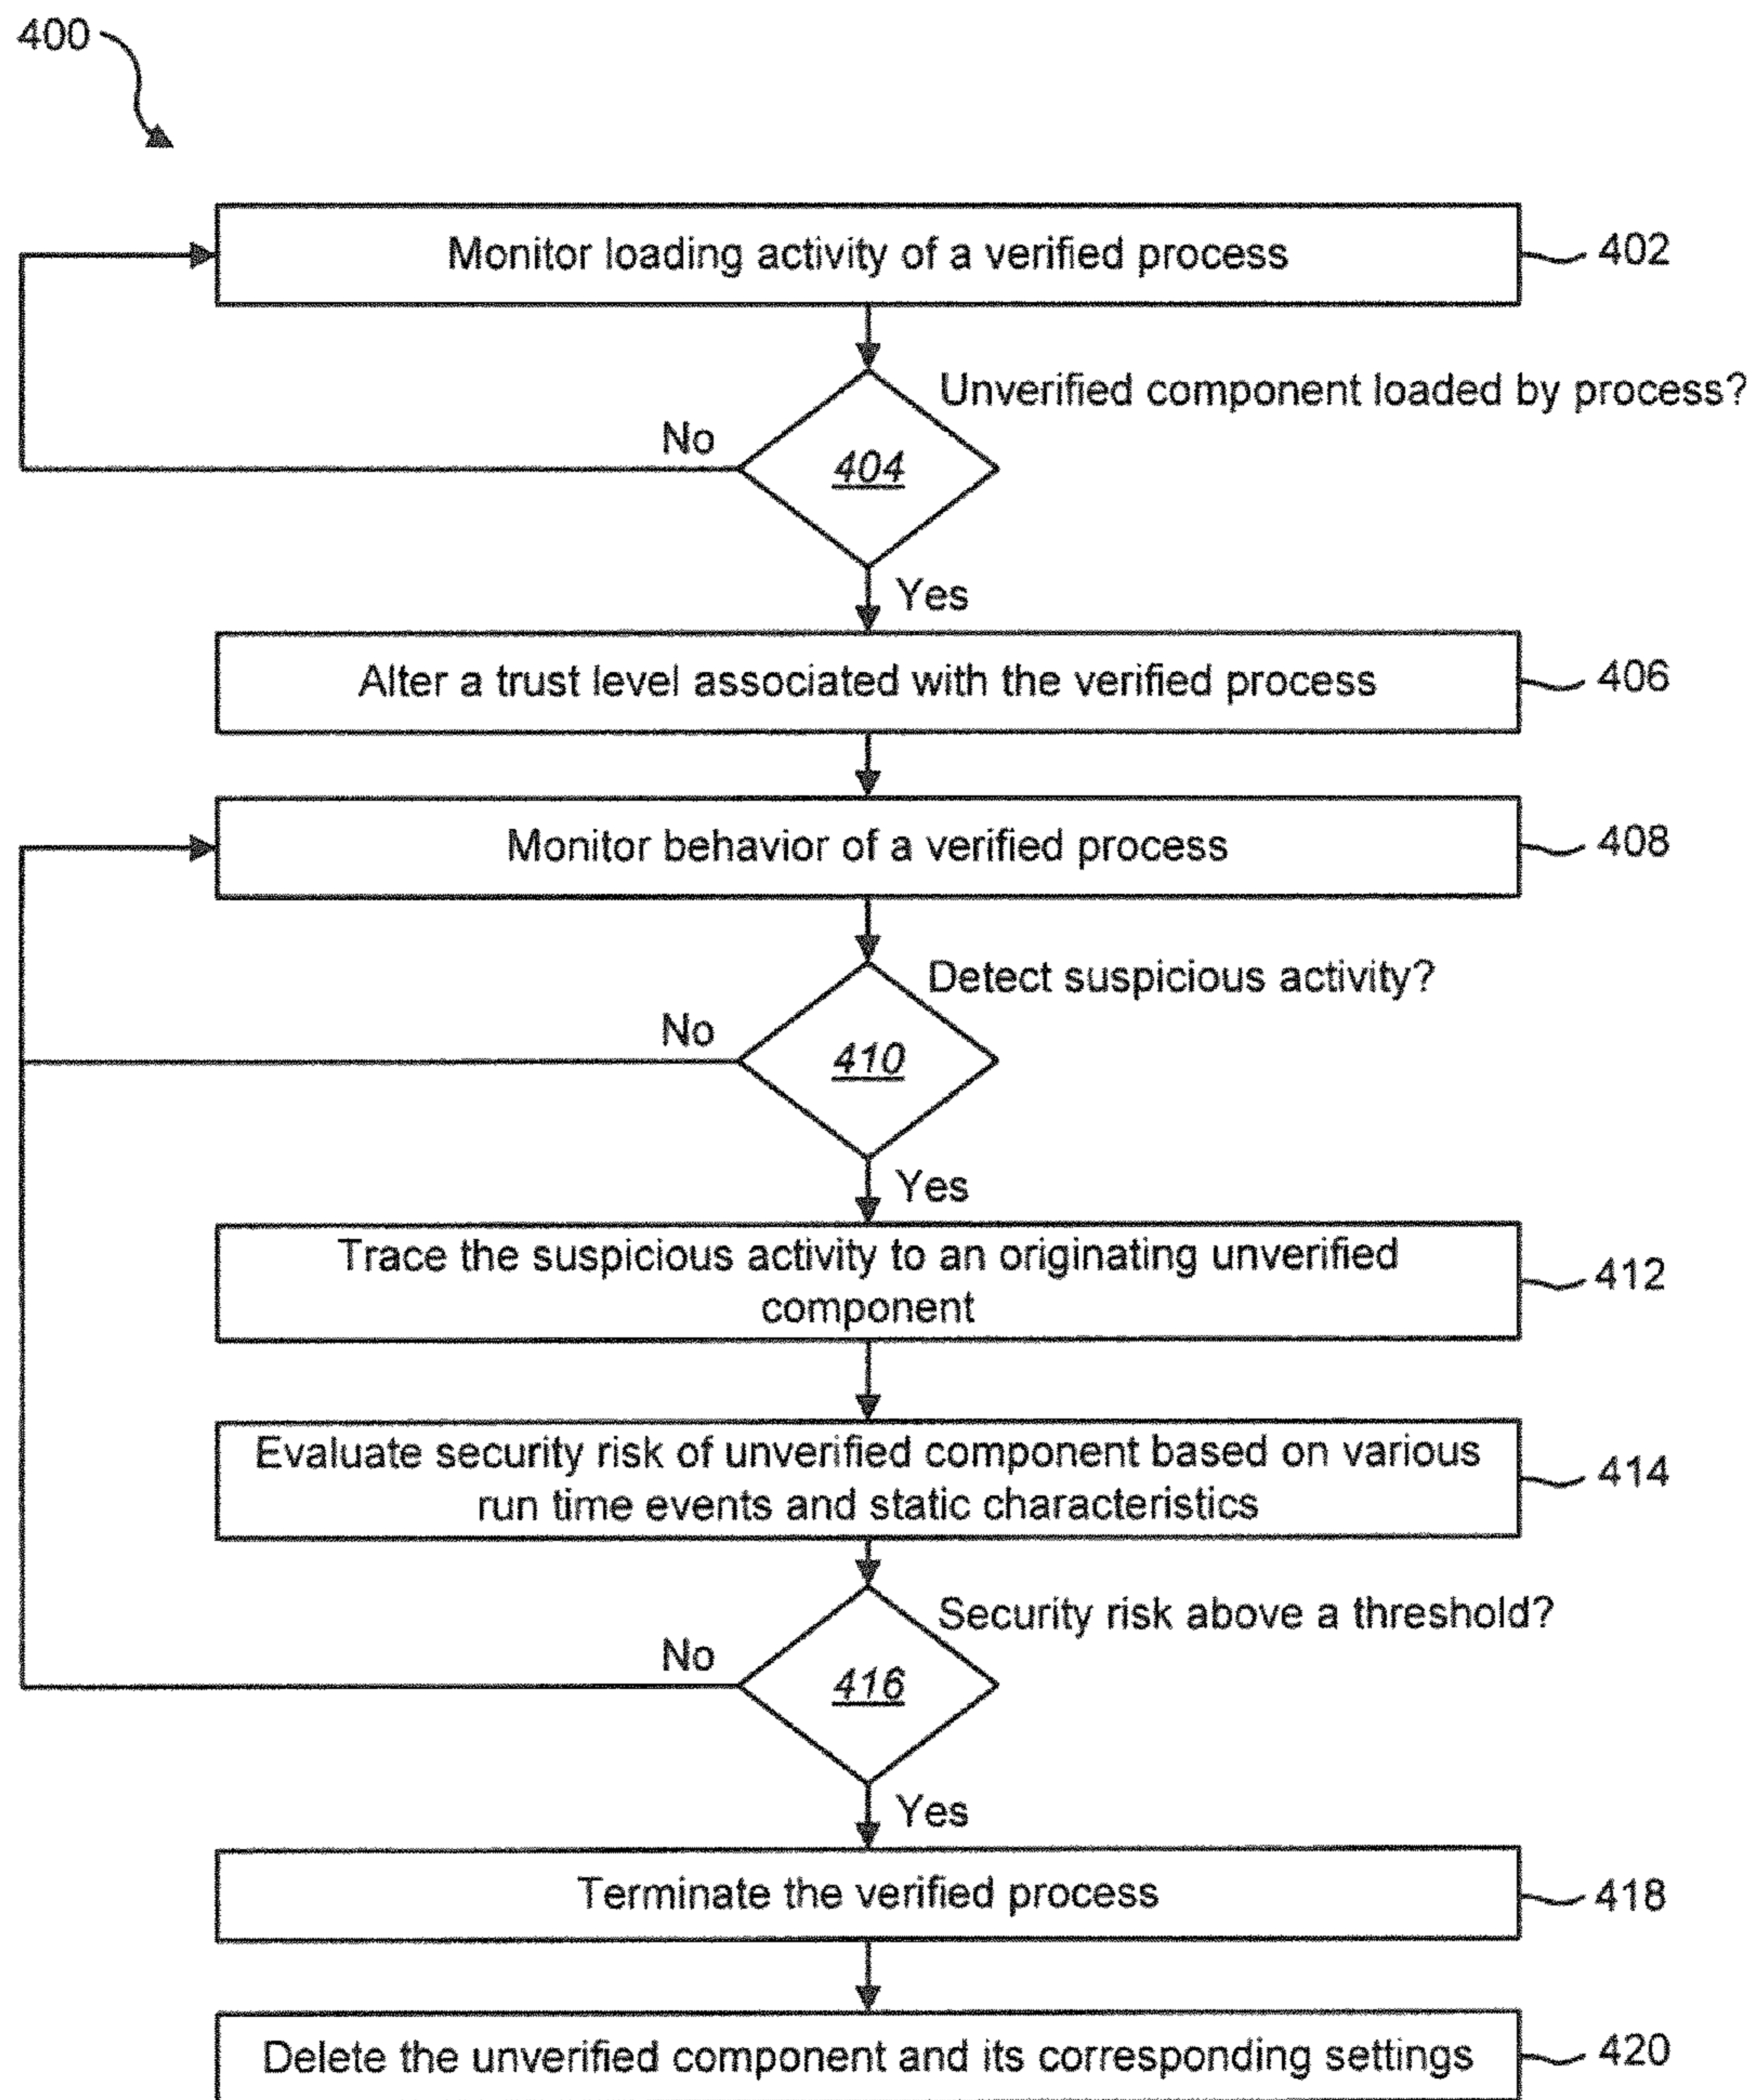 400
Monitor loading activity of a verified process
402
Unverified component loaded by process?
No
404
Yes
Alter a trust level associated with the verified process
406
Monitor behavior of a verified process
408
Detect suspicious activity?
No
410
Yes
Trace the suspicious activity to an originating unverified
component
412
Evaluate security risk of unverified component based on various
run time events and static characteristics
414
Security risk above a threshold?
No
416
Yes
Terminate the verified process
418
Delete the unverified component and its corresponding settings
420